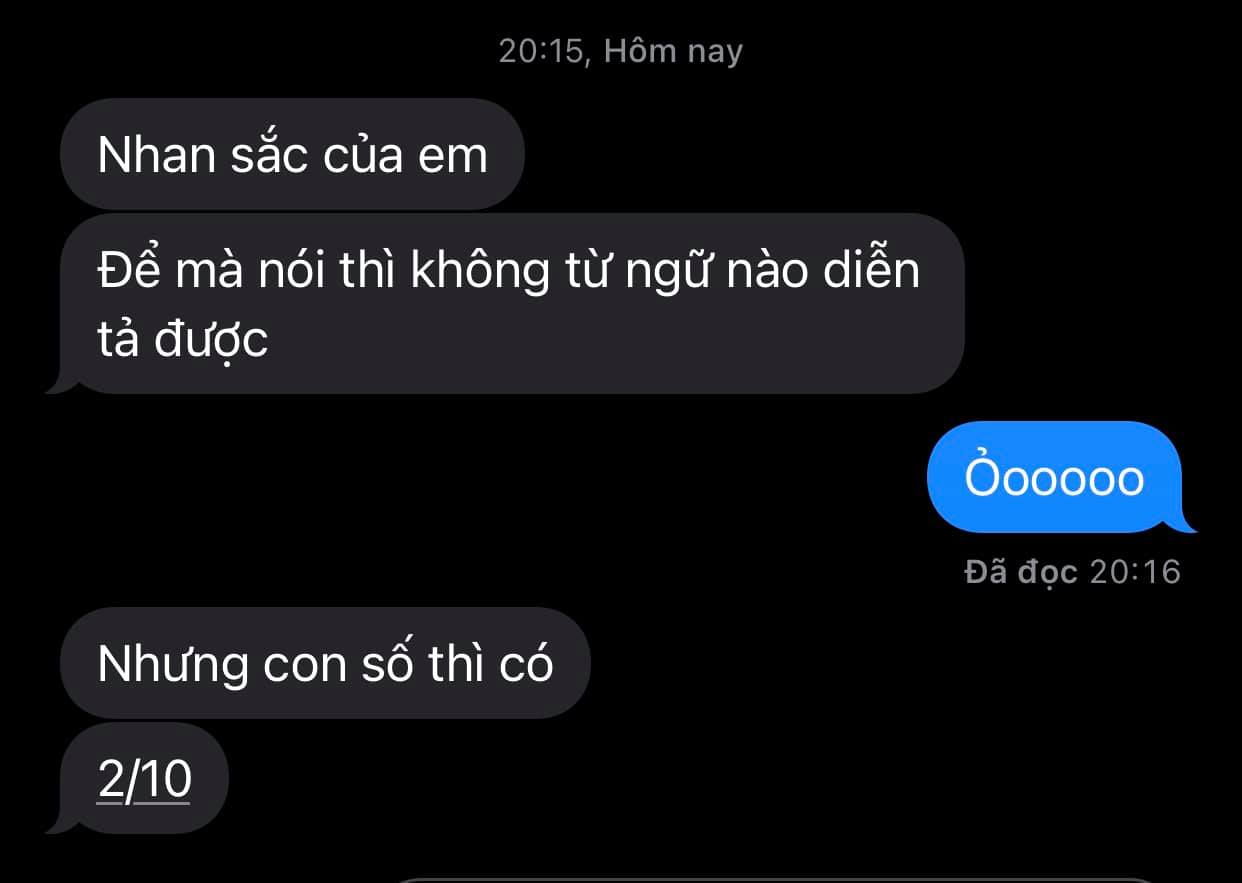 20:15, Hôm nay
Nhan sắc của em
Để mà nói thì không từ ngữ nào diễn
tả được
Ỏooooo
Đã đọc 20:16
Nhưng con số thì có
2/10